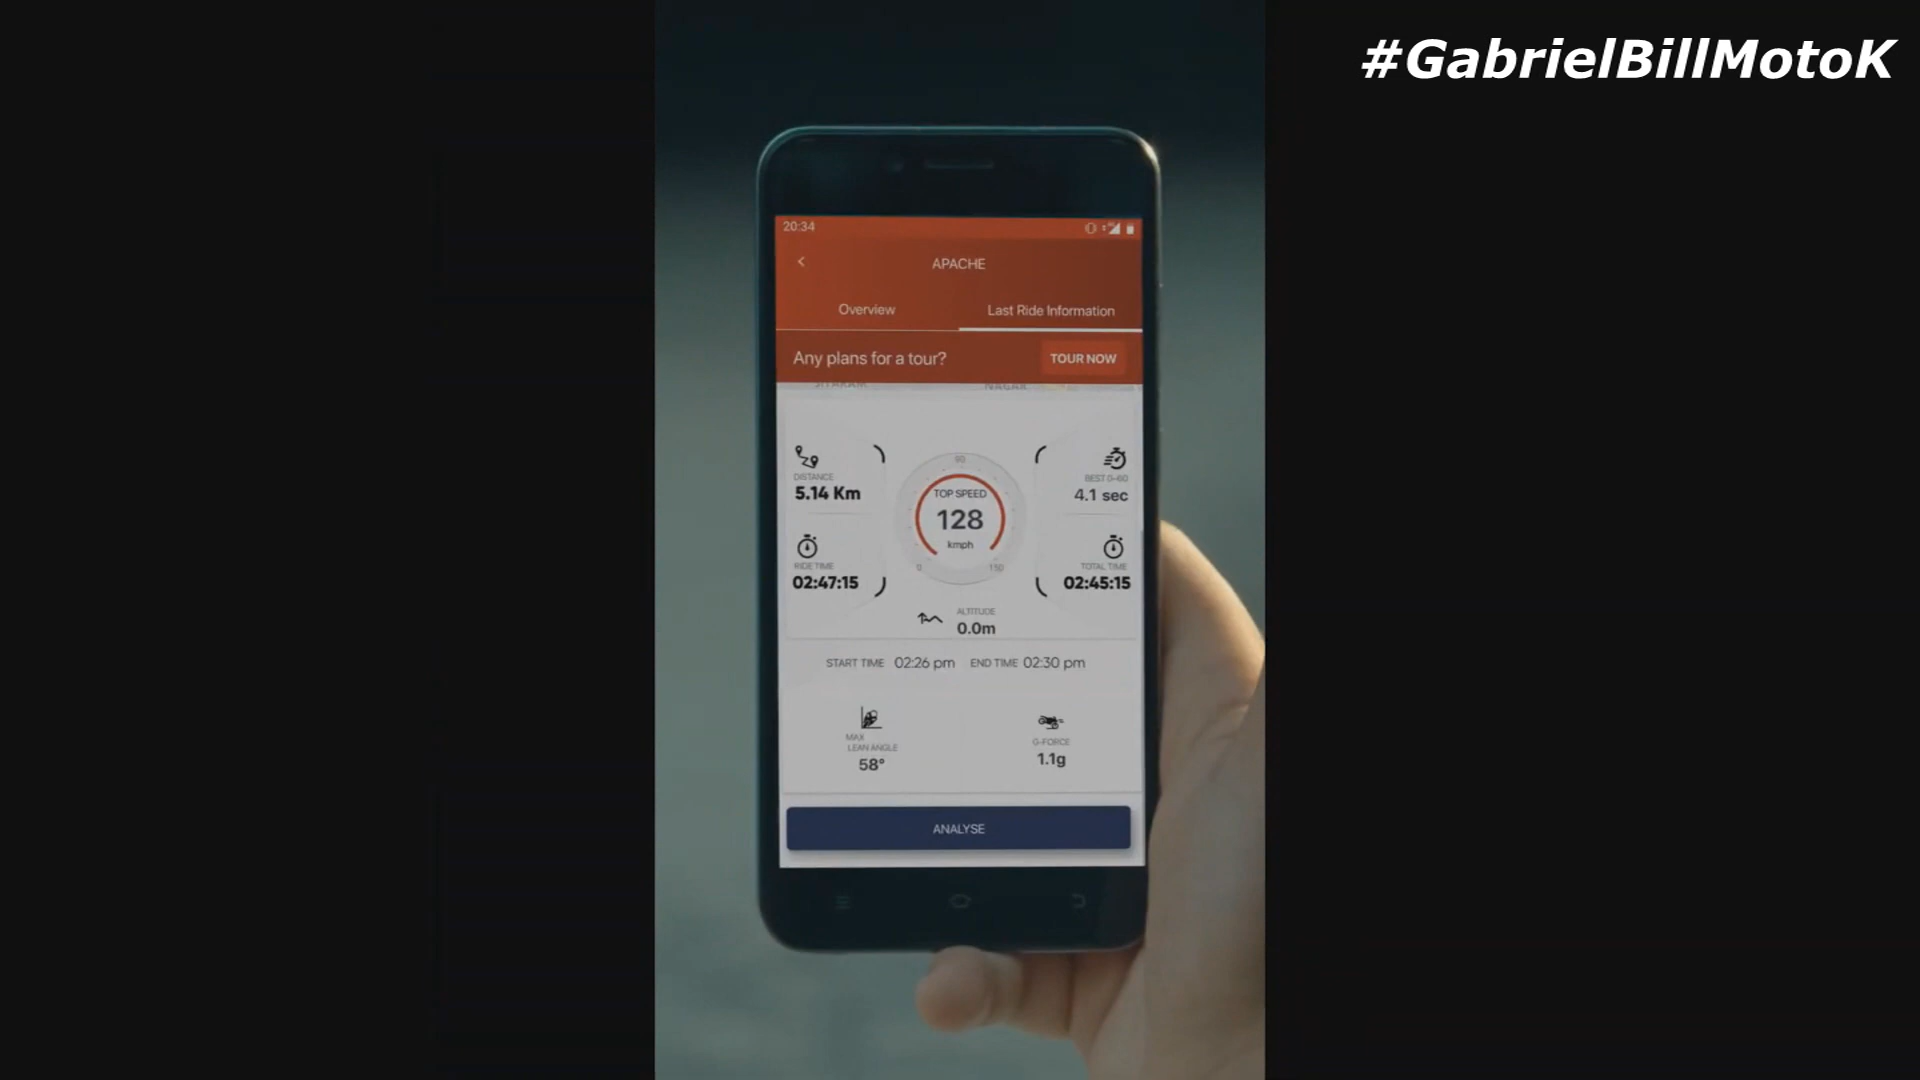 #GabrielBillMotoK
20:34
APACHE
Overview
Last Ride Information
Any plans for a tour?
TOUR NOW
DISTANCE
5.14 Km
BEST 0-60
4.1 sec
90
TOP SPEED
128
kmph
0
150
RIDE TIME
02:47:15
TOTAL TIME
02:45:15
ALTITUDE
0.0m
START TIME 02:26 pm END TIME 02:30 pm
MAX
LEAN ANGLE
58°
G-FORCE
1.1g
ANALYSE